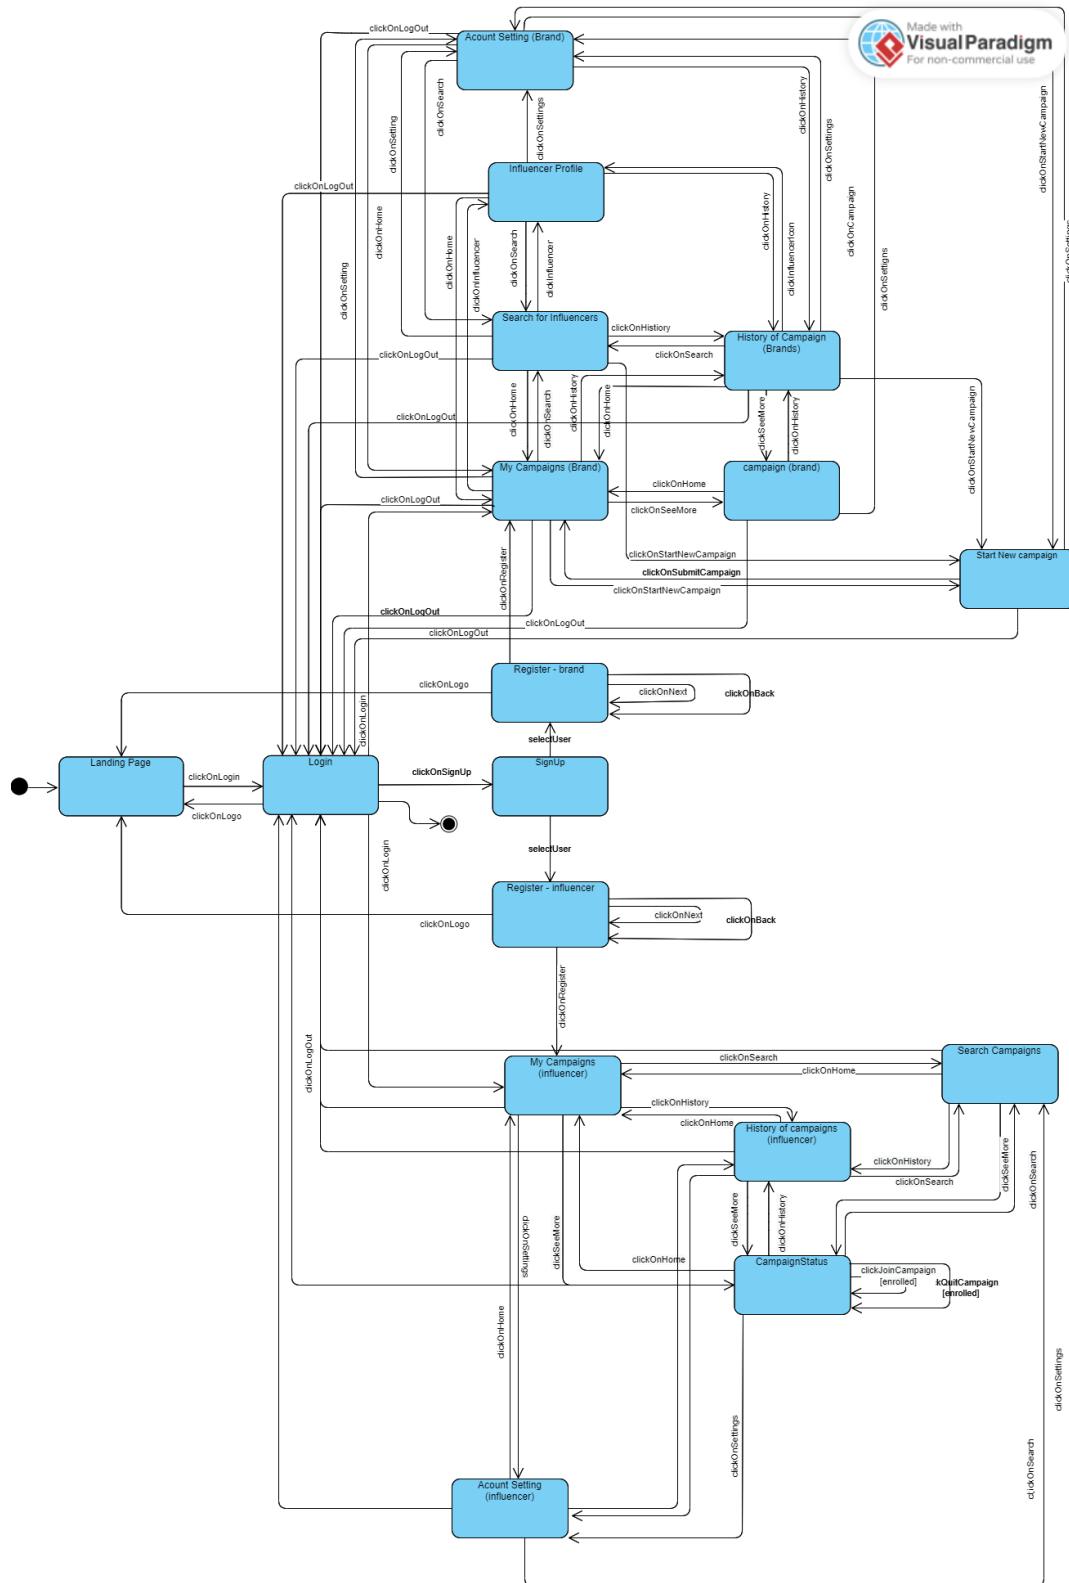 Made with
Visual Paradigm
For non-commercial use
clickOnLogOut
Acount Setting (Brand)
clickOnSearch
clickOnSetting
clickOnSettings
clickOnHistory
clickOnSettings
clickOnStartNewCampaign
Influencer Profile
clickOnLogOut
clickOnHome
clickOnSetting
clickOnHome
clickOnInflucencer
clickOnSearch
clickInfluencer
clickOnHistory
clickInfluencerIcon
clickOnCampaign
clickOnSettigns
clickOnSettings
Search for Influencers
clickOnHistiory
clickOnSearch
History of Campaign
(Brands)
clickOnLogOut
clickOnHome
clickOnSearch
clickOnHistory
clickOnHome
clickSeeMore
clickOnHistory
clickOnStartNewCampaign
clickOnLogOut
My Campaigns (Brand)
campaign (brand)
clickOnHome
clickOnSeeMore
clickOnLogOut
clickOnRegister
clickOnStartNewCampaign
clickOnSubmitCampaign
clickOnStartNewCampaign
Start New campaign
clickOnLogOut
clickOnLogOut
clickOnLogOut
Register - brand
clickOnLogo
clickOnNext
clickOnBack
clickOnLogin
selectUser
Landing Page
clickOnLogin
clickOnLogo
Login
clickOnSignUp
SignUp
clickOnLogin
selectUser
Register - influencer
clickOnLogo
clickOnNext
clickOnBack
clickOnRegister
clickOnLogOut
My Campaigns
(influencer)
clickOnSearch
clickOnHome
Search Campaigns
clickOnHistory
clickOnHome
History of campaigns
(influencer)
clickOnHistory
clickOnSearch
clickSeeMore
clickOnSearch
clickSeeMore
clickOnHistory
clickOnSettings
clickSeeMore
clickOnHome
CampaignStatus
clickJoinCampaign
[enrolled]
kQuitCampaign
[enrolled]
clickOnHome
clickOnSettings
clickOnSettings
clickOnSearch
Acount Setting
(influencer)